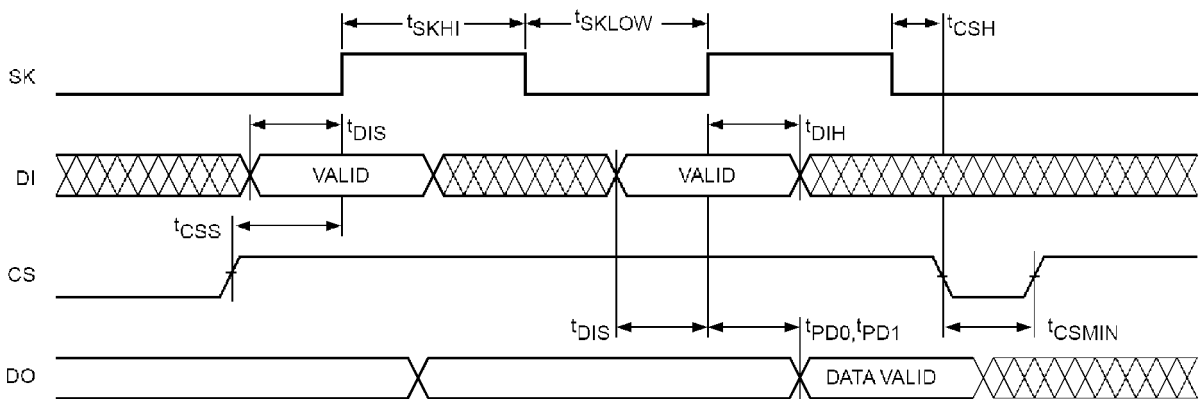 tSKHI tSKLOW tCSH
SK
tDIS tDIH
DI VALID VALID
tCSS
CS
tDIS tPD0,tPD1 tCSMIN
DO DATA VALID